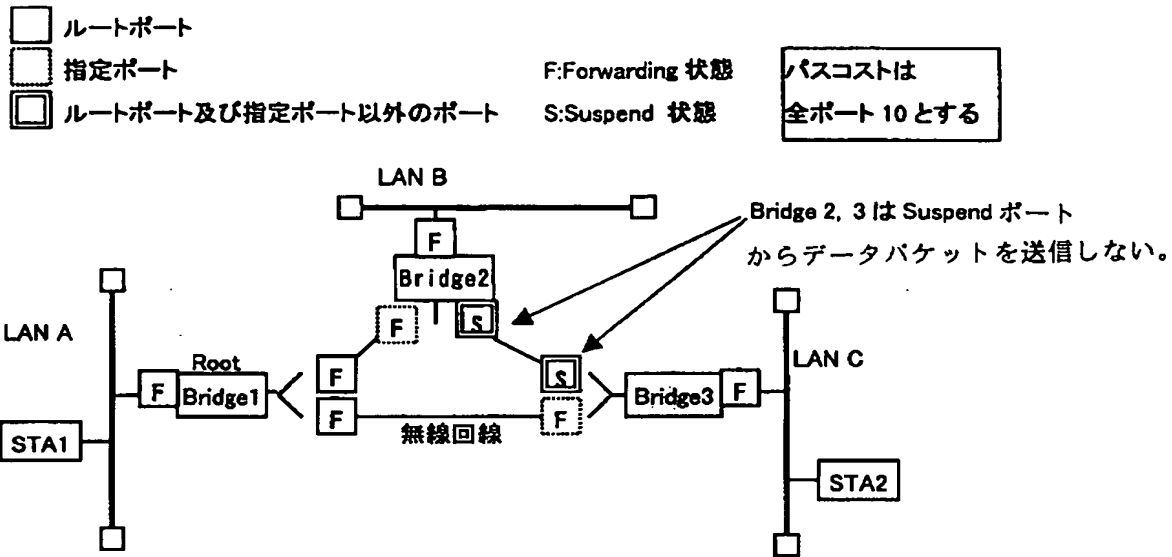 ルートポート
指定ポート
ルートポート及び指定ポート以外のポート
F:Forwarding 状態
S:Suspend 状態
パスコストは
全ポート 10 とする
LAN B
F
Bridge2
F
S
Bridge 2, 3 は Suspend ポート
からデータパケットを送信しない。
LAN A
Root
F
Bridge1
F
F
無線回線
S
F
Bridge3
F
LAN C
STA1
STA2